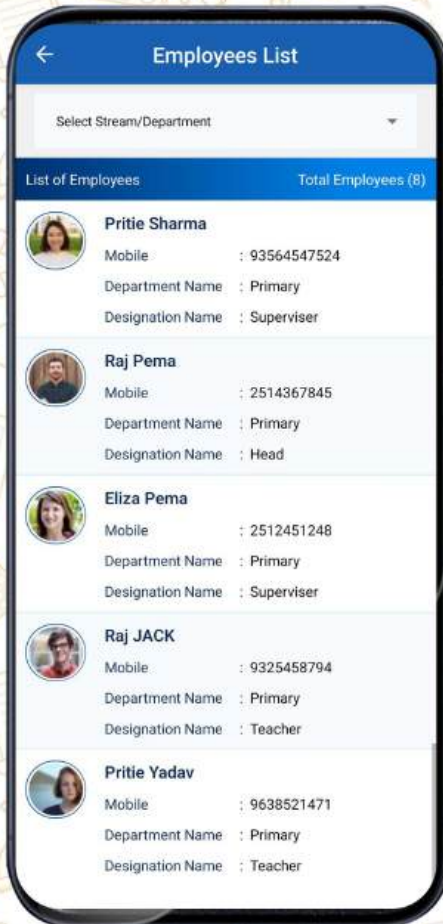 Employees List
Select Stream/Department
List of Employees Total Employees (8)
Pritie Sharma
Mobile : 93564547524
Department Name : Primary
Designation Name : Superviser
Raj Pema
Mobile : 2514367845
Department Name : Primary
Designation Name : Head
Eliza Pema
Mobile : 2512451248
Department Name : Primary
Designation Name : Superviser
Raj JACK
Mobile : 9325458794
Department Name : Primary
Designation Name : Teacher
Pritie Yadav
Mobile : 9638521471
Department Name : Primary
Designation Name : Teacher